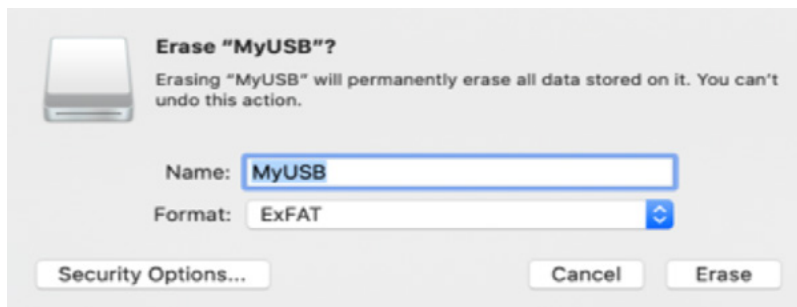 Erase “MyUSB”?
Erasing “MyUSB” will permanently erase all data stored on it. You can’t
undo this action.
Name: MyUSB
Format: ExFAT
Security Options... Cancel Erase